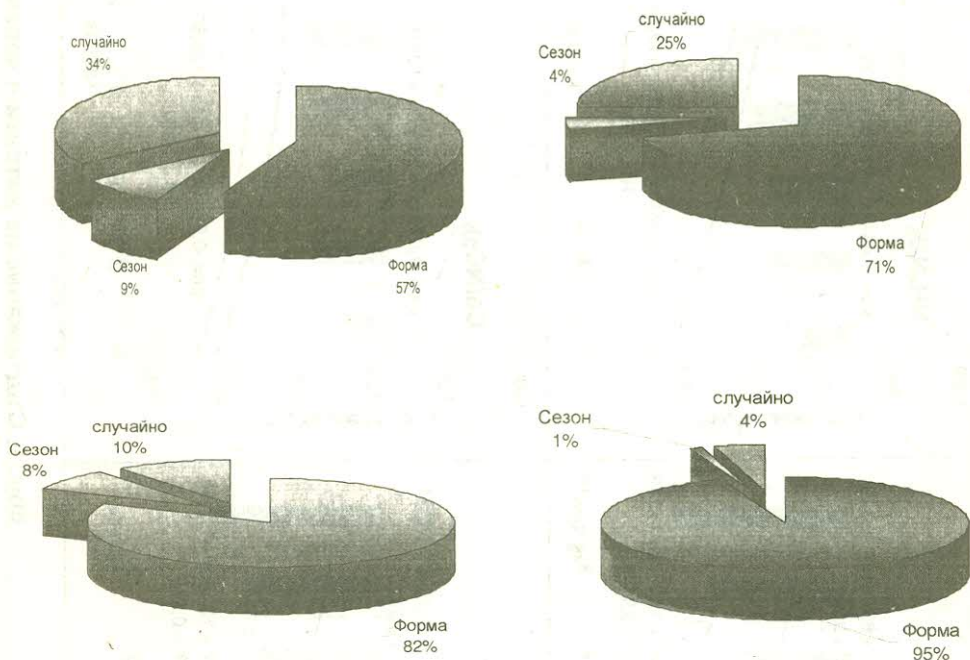 случайно
34%
Сезон
9%
Форма
57%
случайно
25%
Сезон
4%
Форма
71%
случайно
10%
Сезон
8%
Форма
82%
Сезон
1%
случайно
4%
Форма
95%